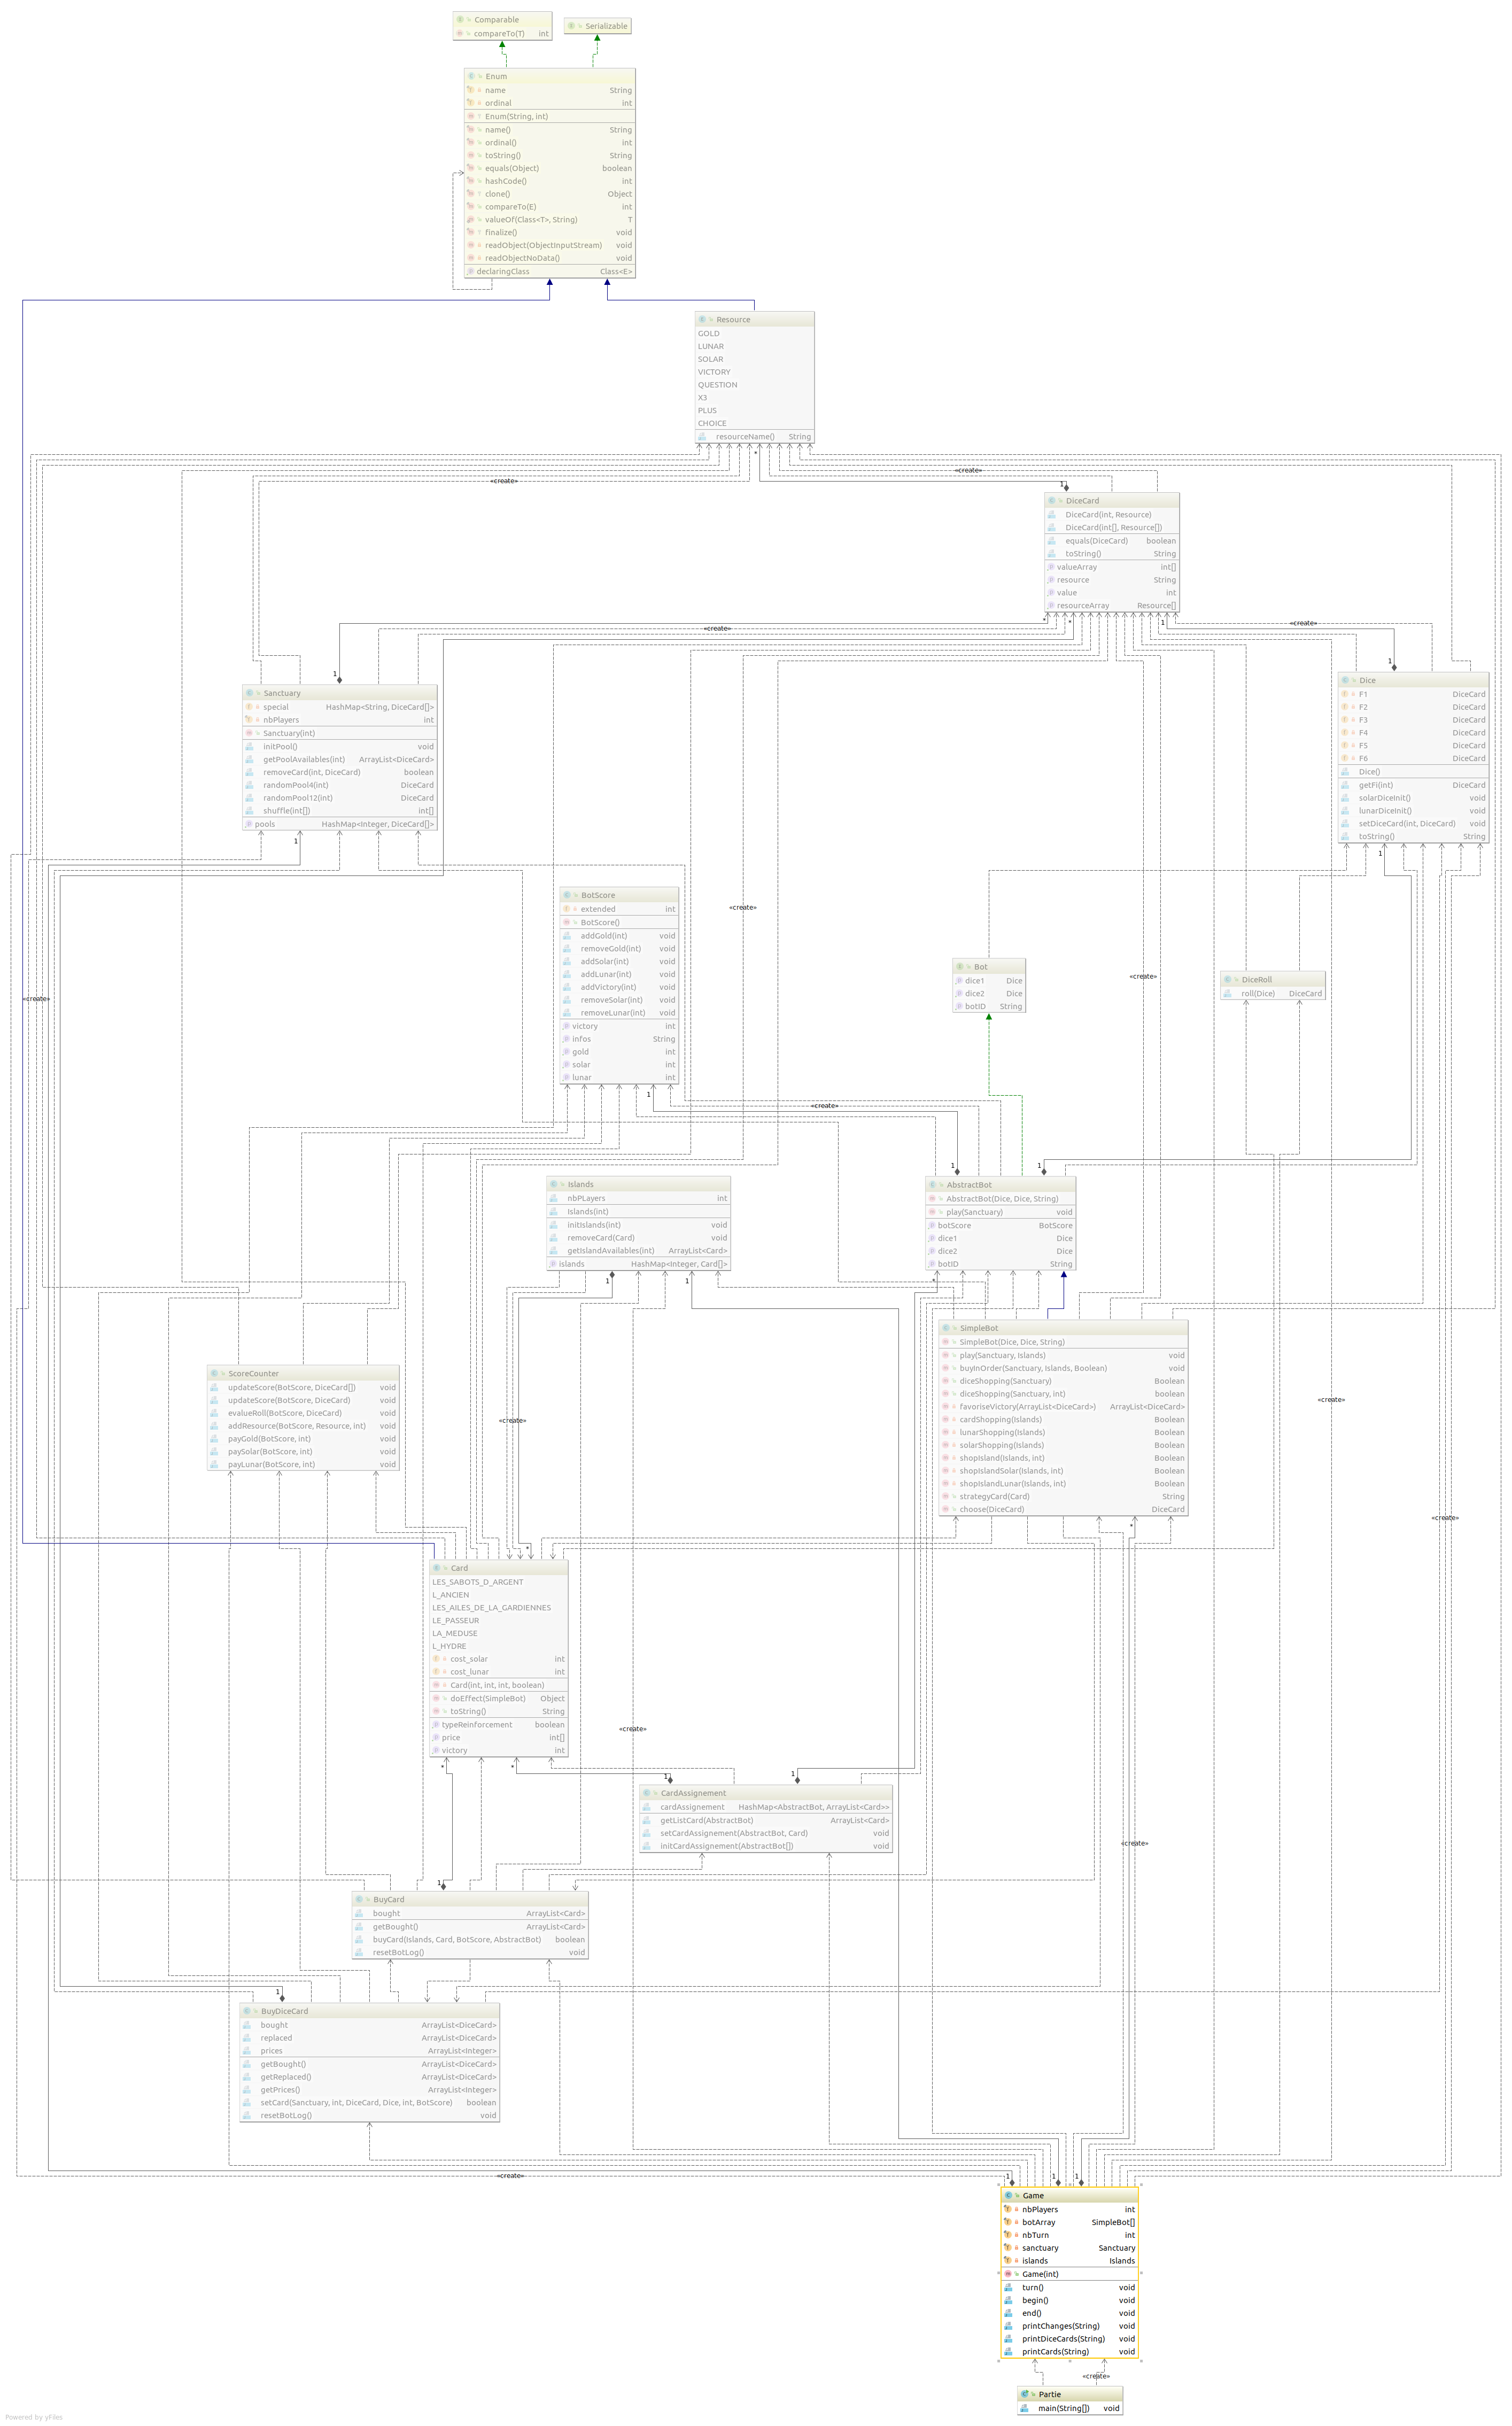 Comparable
compareTo(T) int
Serializable
Enum
name String
ordinal int
Enum(String, int)
name() String
ordinal() int
toString() String
equals(Object) boolean
hashCode() int
clone() Object
compareTo(E) int
valueOf(Class<T>, String) T
finalize() void
readObject(ObjectInputStream) void
readObjectNoData() void
declaringClass Class<E>
Resource
GOLD
LUNAR
SOLAR
VICTORY
QUESTION
X3
PLUS
CHOICE
resourceName() String
*
«create»
«create»
1
DiceCard
DiceCard(int, Resource)
DiceCard(int[], Resource[])
equals(DiceCard) boolean
toString() String
valueArray int[]
resource String
value int
resourceArray Resource[]
*
*
1
«create»
«create»
1
1
Sanctuary
special HashMap<String, DiceCard[]>
nbPlayers int
Sanctuary(int)
initPool() void
getPoolAvailables(int) ArrayList<DiceCard>
removeCard(int, DiceCard) boolean
randomPool4(int) DiceCard
randomPool12(int) DiceCard
shuffle(int[]) int[]
pools HashMap<Integer, DiceCard[]>
1
Dice
F1 DiceCard
F2 DiceCard
F3 DiceCard
F4 DiceCard
F5 DiceCard
F6 DiceCard
Dice()
getFi(int) DiceCard
solarDiceInit() void
lunarDiceInit() void
setDiceCard(int, DiceCard) void
toString() String
1
BotScore
extended int
BotScore()
addGold(int) void
removeGold(int) void
addSolar(int) void
addLunar(int) void
addVictory(int) void
removeSolar(int) void
removeLunar(int) void
victory int
infos String
gold int
solar int
lunar int
1
«create»
«create»
«create»
«create»
Bot
dice1 Dice
dice2 Dice
botID String
DiceRoll
roll(Dice) DiceCard
1
1
Islands
nbPLayers int
Islands(int)
initIslands(int) void
removeCard(Card) void
getIslandAvailables(int) ArrayList<Card>
islands HashMap<Integer, Card[]>
1
1
AbstractBot
AbstractBot(Dice, Dice, String)
play(Sanctuary) void
botScore BotScore
dice1 Dice
dice2 Dice
botID String
*
SimpleBot
SimpleBot(Dice, Dice, String)
play(Sanctuary, Islands) void
buyInOrder(Sanctuary, Islands, Boolean) void
diceShopping(Sanctuary) Boolean
diceShopping(Sanctuary, int) boolean
favoriseVictory(ArrayList<DiceCard>) ArrayList<DiceCard>
cardShopping(Islands) Boolean
lunarShopping(Islands) Boolean
solarShopping(Islands) Boolean
shopIsland(Islands, int) Boolean
shopIslandSolar(Islands, int) Boolean
shopIslandLunar(Islands, int) Boolean
strategyCard(Card) String
choose(DiceCard) DiceCard
*
ScoreCounter
updateScore(BotScore, DiceCard[]) void
updateScore(BotScore, DiceCard) void
evalueRoll(BotScore, DiceCard) void
addResource(BotScore, Resource, int) void
payGold(BotScore, int) void
paySolar(BotScore, int) void
payLunar(BotScore, int) void
«create»
«create»
«create»
*
Card
LES_SABOTS_D_ARGENT
L_ANCIEN
LES_AILES_DE_LA_GARDIENNES
LE_PASSEUR
LA_MEDUSE
L_HYDRE
cost_solar int
cost_lunar int
Card(int, int, int, boolean)
doEffect(SimpleBot) Object
toString() String
typeReinforcement boolean
price int[]
victory int
*
*
«create»
1
1
CardAssignement
cardAssignement HashMap<AbstractBot, ArrayList<Card>>
getListCard(AbstractBot) ArrayList<Card>
setCardAssignement(AbstractBot, Card) void
initCardAssignement(AbstractBot[]) void
«create»
1
BuyCard
bought ArrayList<Card>
getBought() ArrayList<Card>
buyCard(Islands, Card, BotScore, AbstractBot) boolean
resetBotLog() void
1
BuyDiceCard
bought ArrayList<DiceCard>
replaced ArrayList<DiceCard>
prices ArrayList<Integer>
getBought() ArrayList<DiceCard>
getReplaced() ArrayList<DiceCard>
getPrices() ArrayList<Integer>
setCard(Sanctuary, int, DiceCard, Dice, int, BotScore) boolean
resetBotLog() void
«create»
1
1
1
Game
nbPlayers int
botArray SimpleBot[]
nbTurn int
sanctuary Sanctuary
islands Islands
Game(int)
turn() void
begin() void
end() void
printChanges(String) void
printDiceCards(String) void
printCards(String) void
«create»
Partie
main(String[]) void
Powered by yFiles